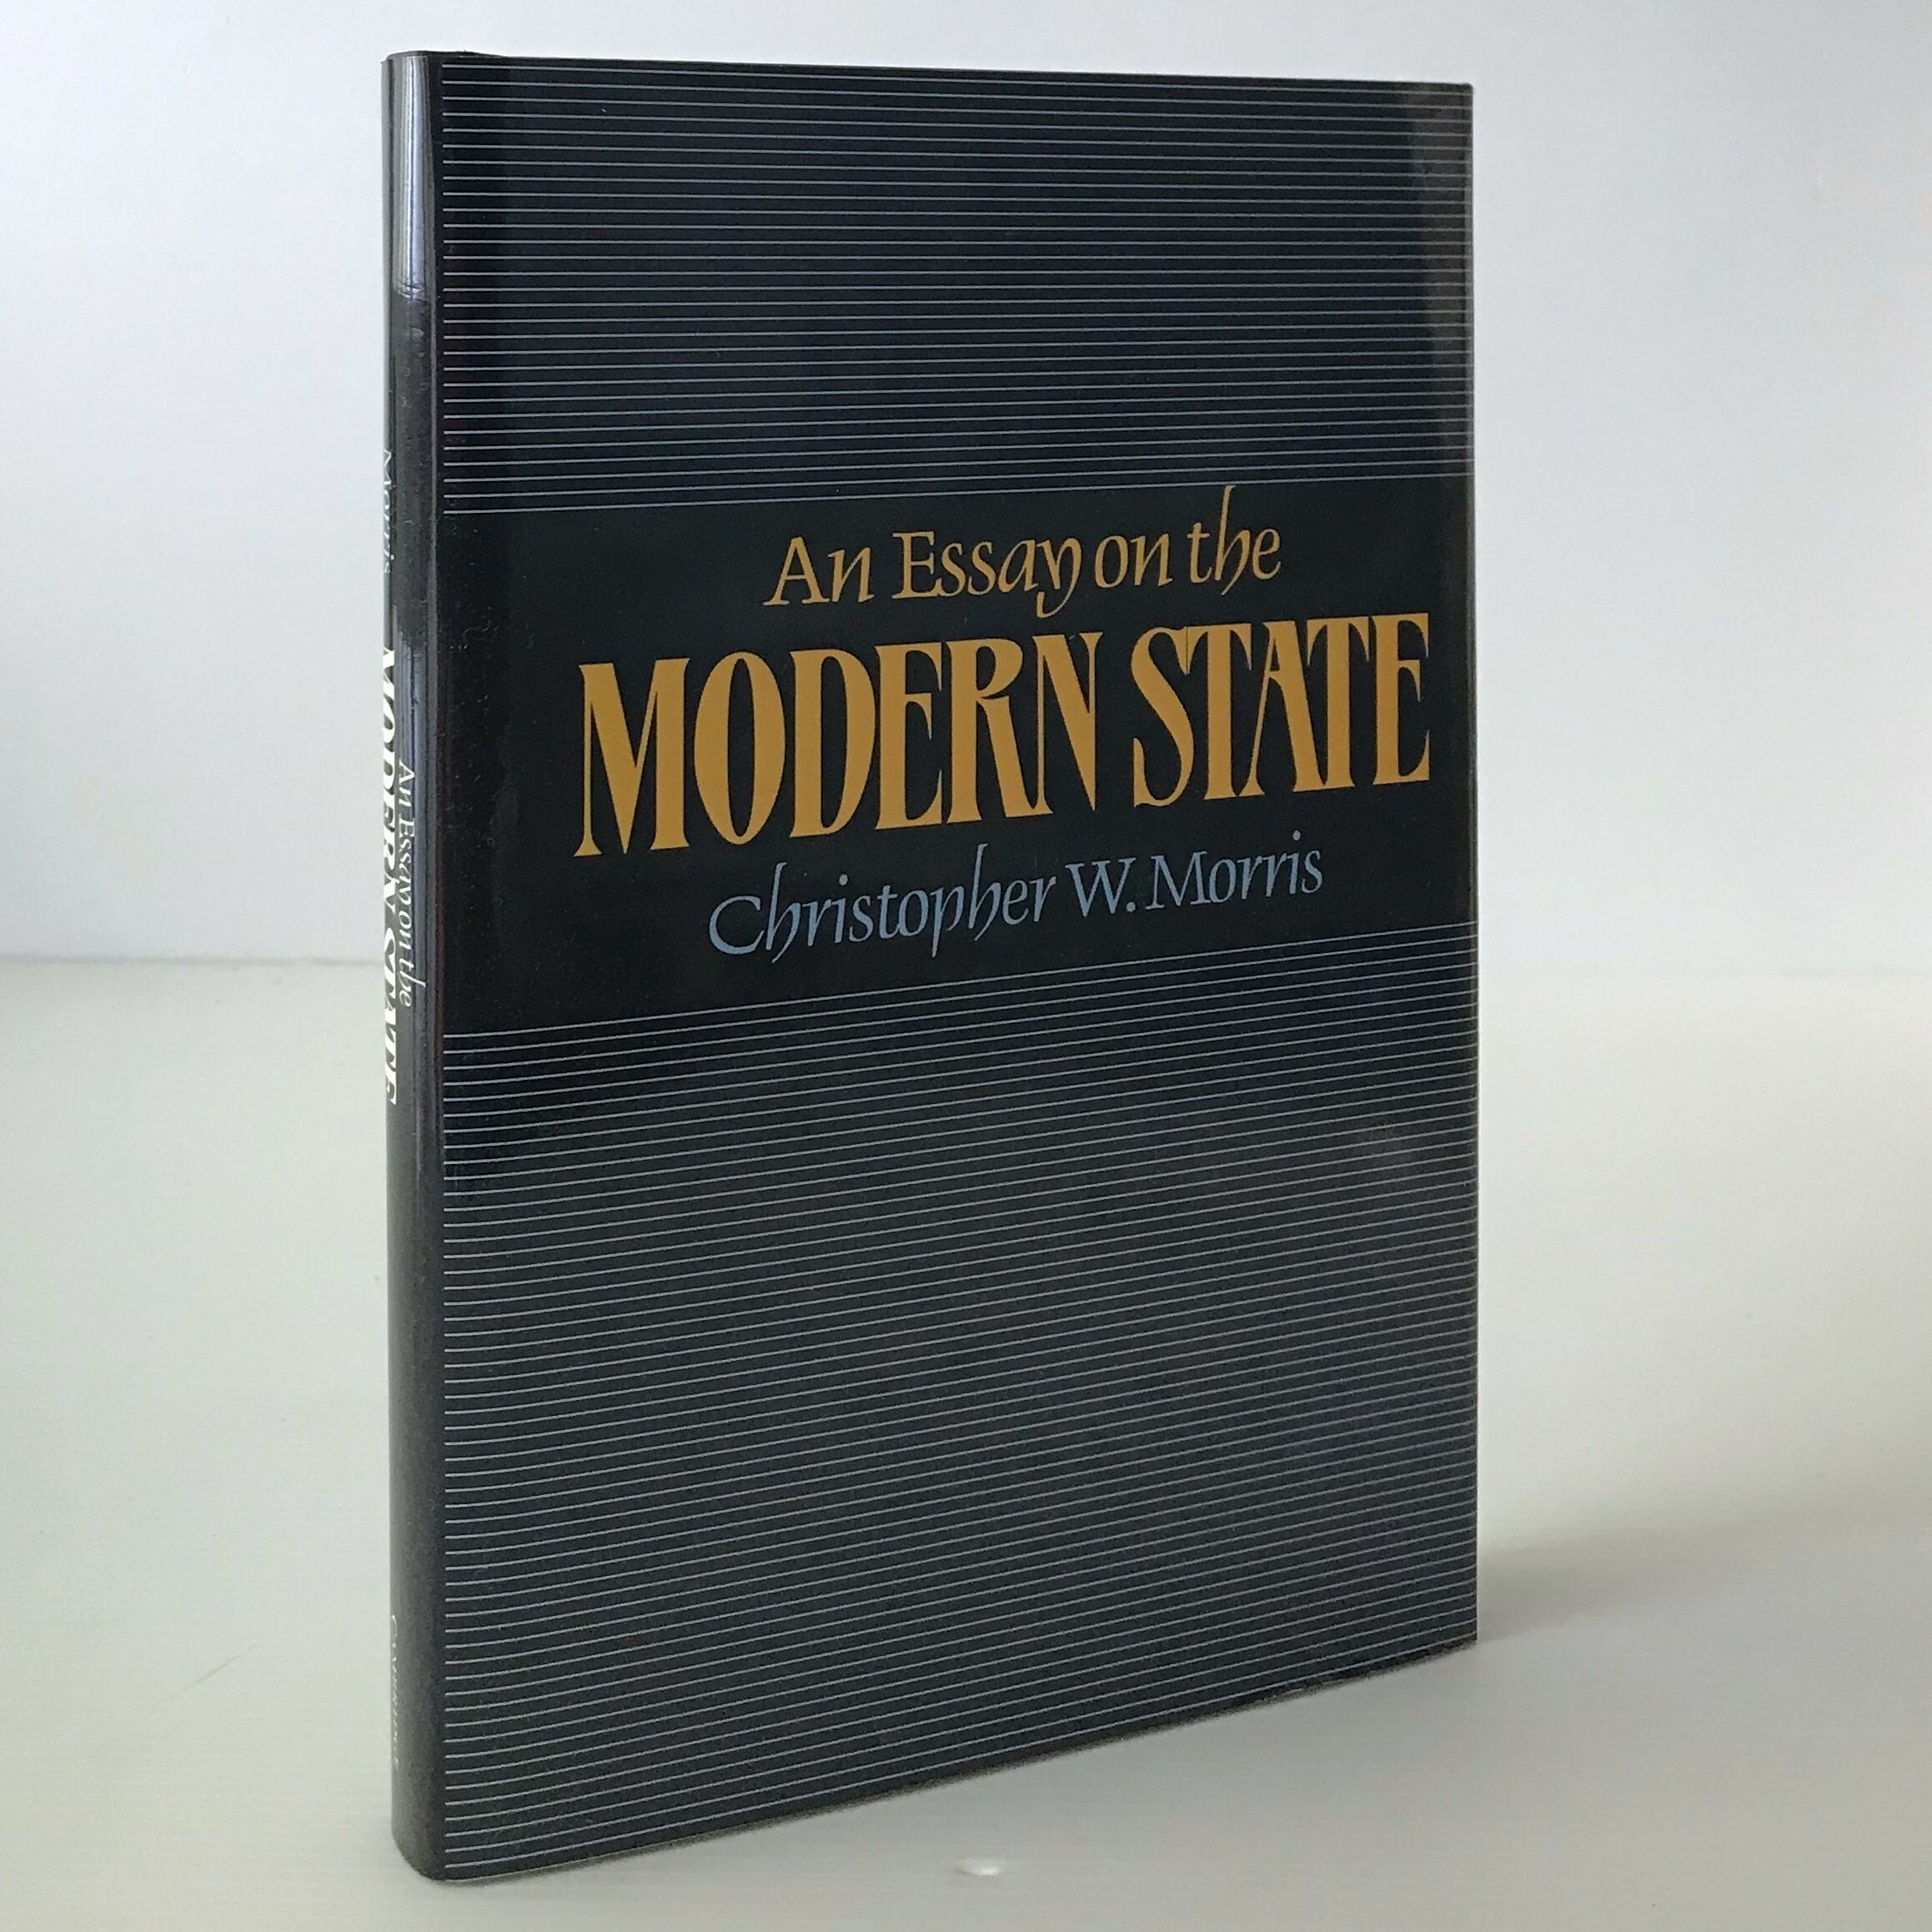 An Essay on the
MODERN STATE
Christopher W. Morris
Morris
An Essay on the
MODERN STATE